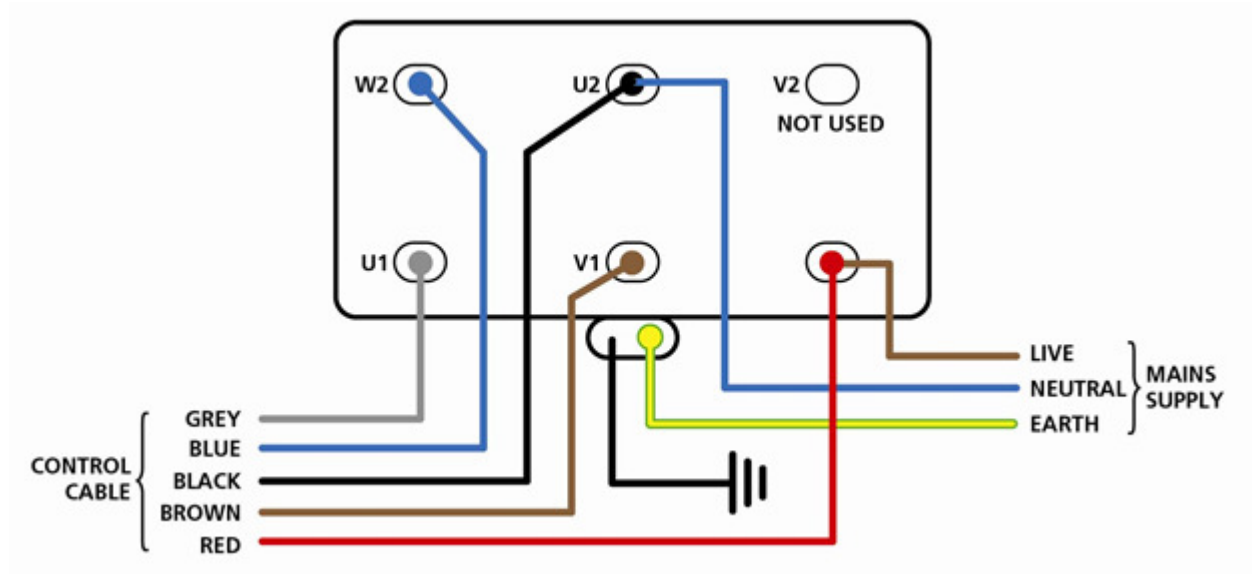 W2
U2
V2
NOT USED
U1
V1
LIVE
NEUTRAL
EARTH
MAINS
SUPPLY
CONTROL
CABLE
GREY
BLUE
BLACK
BROWN
RED